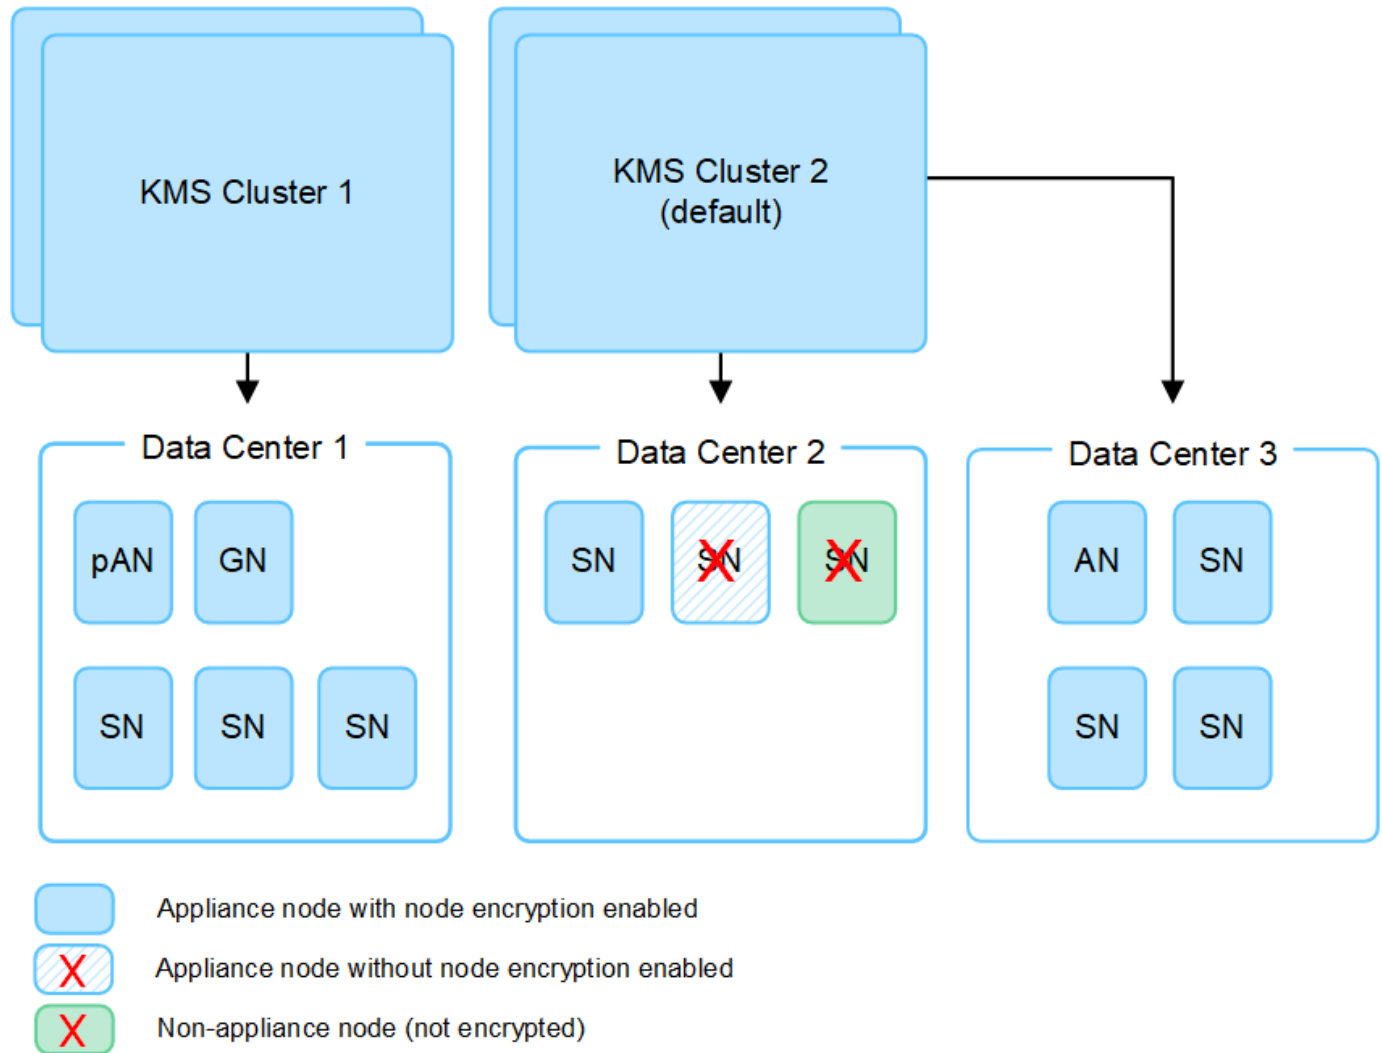 KMS Cluster 1
KMS Cluster 2
(default)
Data Center 1
Data Center 2
Data Center 3
pAN
GN
SN
SN
SN
SN
SN
SN
AN
SN
SN
SN
Appliance node with node encryption enabled
X
Appliance node without node encryption enabled
X
Non-appliance node (not encrypted)